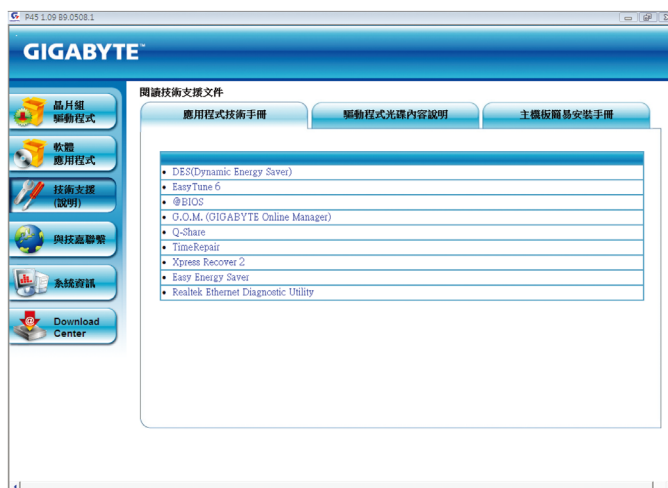 P45 1.09 B9.0508.1
GIGABYTE™
閱讀技術支援文件
應用程式技術手冊
驅動程式光碟內容說明
主機板簡易安裝手冊
晶片組
驅動程式
軟體
應用程式
技術支援
(說明)
與技嘉聯繫
系統資訊
Download
Center
DES(Dynamic Energy Saver)
EasyTune 6
@BIOS
G.O.M. (GIGABYTE Online Manager)
Q-Share
TimeRepair
Xpress Recover 2
Easy Energy Saver
Realtek Ethernet Diagnostic Utility